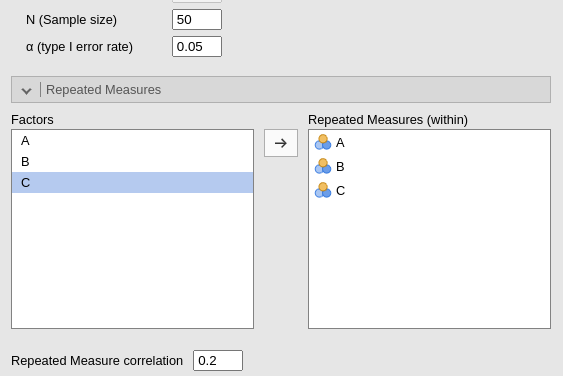 N (Sample size) 50
α (type I error rate) 0.05
Repeated Measures
Factors
A
B
C
Repeated Measures (within)
A
B
C
Repeated Measure correlation 0.2